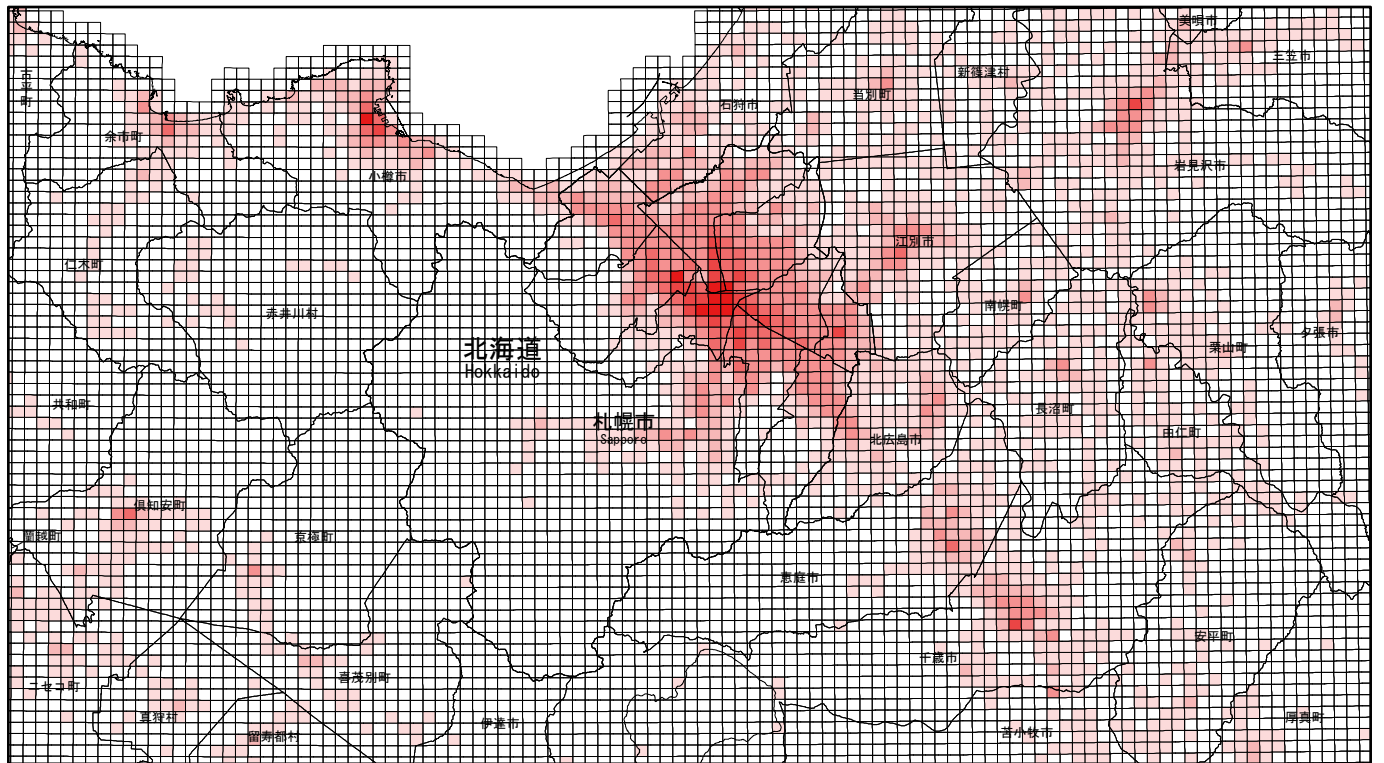 美唄市
三笠市
新篠津村
古平町
当別町
石狩市
余市町
岩見沢市
小樽市
江別市
仁木町
南幌町
赤井川村
夕張市
栗山町
北海道
Hokkaido
共和町
長沼町
札幌市
Sapporo
由仁町
北広島市
倶知安町
蘭越町
京極町
恵庭市
安平町
千歳市
喜茂別町
ニセコ町
真狩村
厚真町
伊達市
苫小牧市
留寿都村